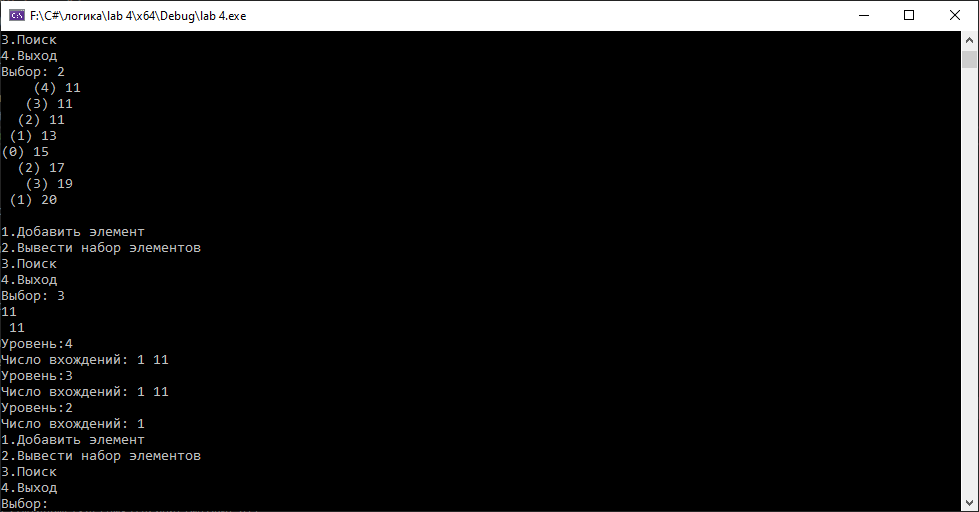 F:\C#\логика\lab 4\x64\Debug\lab 4.exe
3.Поиск
4.Выход
Выбор: 2
    (4) 11
   (3) 11
  (2) 11
 (1) 13
(0) 15
  (2) 17
   (3) 19
 (1) 20
1.Добавить элемент
2.Вывести набор элементов
3.Поиск
4.Выход
Выбор: 3
11
 11
Уровень:4
Число вхождений: 1 11
Уровень:3
Число вхождений: 1 11
Уровень:2
Число вхождений: 1
1.Добавить элемент
2.Вывести набор элементов
3.Поиск
4.Выход
Выбор: